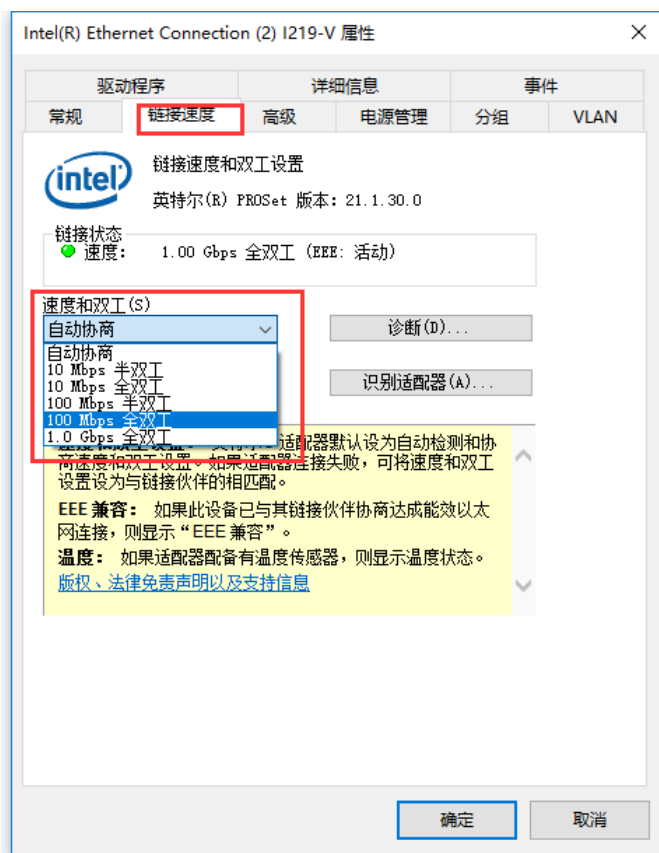 Intel(R) Ethernet Connection (2) I219-V 属性
驱动程序 详细信息 事件
常规 链接速度 高级 电源管理 分组 VLAN
intel
链接速度和双工设置
英特尔(R) PROSet 版本: 21.1.30.0
链接状态
速度: 1.00 Gbps 全双工 (EEE: 活动)
速度和双工(S)
自动协商
诊断(D)...
自动协商
10 Mbps 半双工
10 Mbps 全双工
识别适配器(A)...
100 Mbps 半双工
100 Mbps 全双工
1.0 Gbps 全双工
适配器默认设为自动检测和协
商速度和双工设置。如果适配器连接失败，可将速度和双工
设置设为与链接伙伴的相匹配。
EEE 兼容： 如果此设备已与其链接伙伴协商达成能效以太
网连接，则显示“EEE 兼容”。
温度： 如果适配器配备有温度传感器，则显示温度状态。
版权、法律免责声明以及支持信息
确定 取消